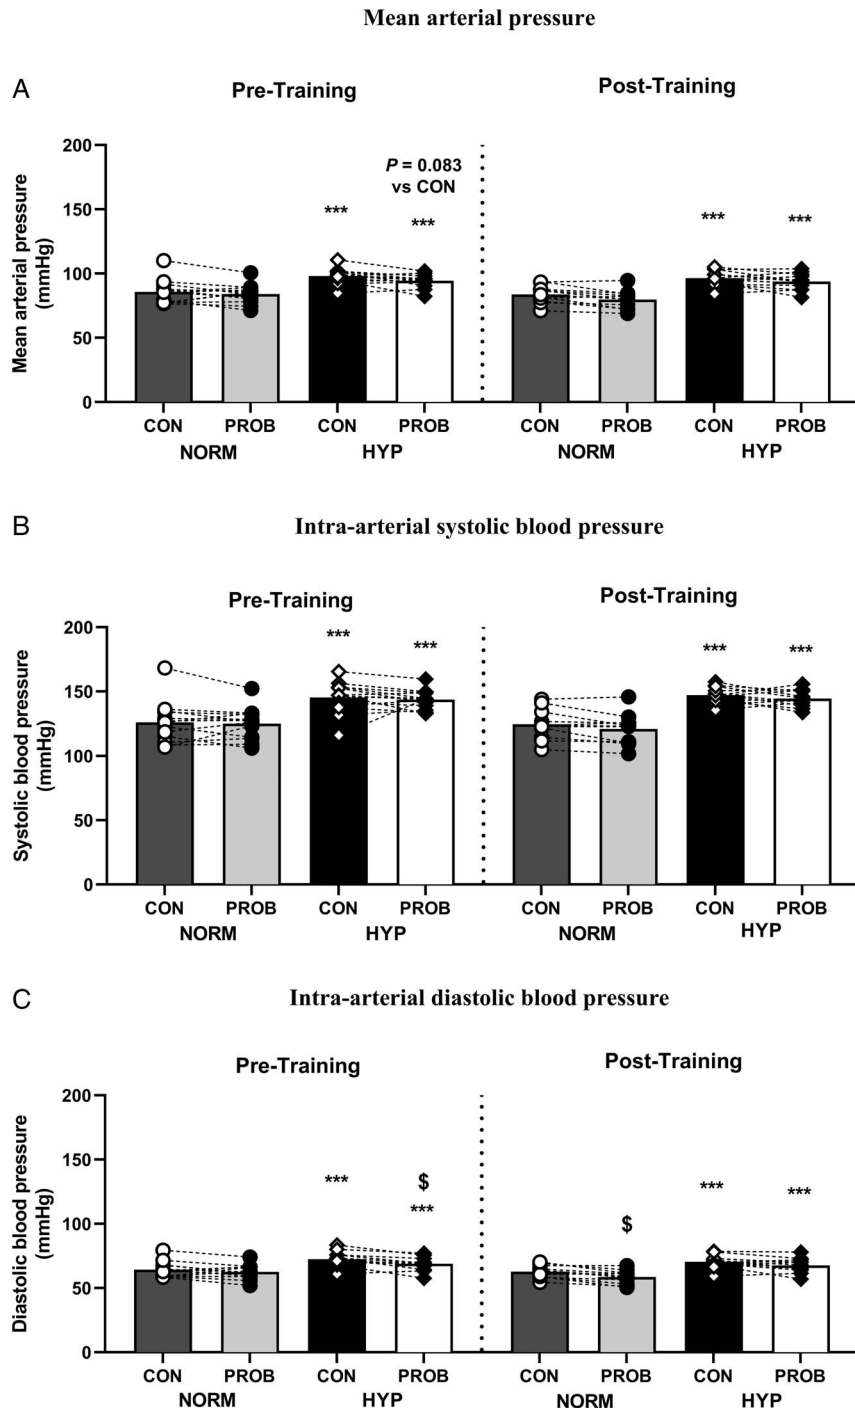 Mean arterial pressure
A
Pre-Training
Post-Training
Mean arterial pressure
(mmHg)
200
150
100
50
0
P = 0.083
vs CON
***
***
***
***
CON PROB CON PROB CON PROB CON PROB
NORM HYP NORM HYP
B
Intra-arterial systolic blood pressure
Pre-Training
Post-Training
Systolic blood pressure
(mmHg)
200
150
100
50
0
***
***
***
***
CON PROB CON PROB CON PROB CON PROB
NORM HYP NORM HYP
C
Intra-arterial diastolic blood pressure
Pre-Training
Post-Training
Diastolic blood pressure
(mmHg)
200
150
100
50
0
***
$
***
$
***
***
CON PROB CON PROB CON PROB CON PROB
NORM HYP NORM HYP